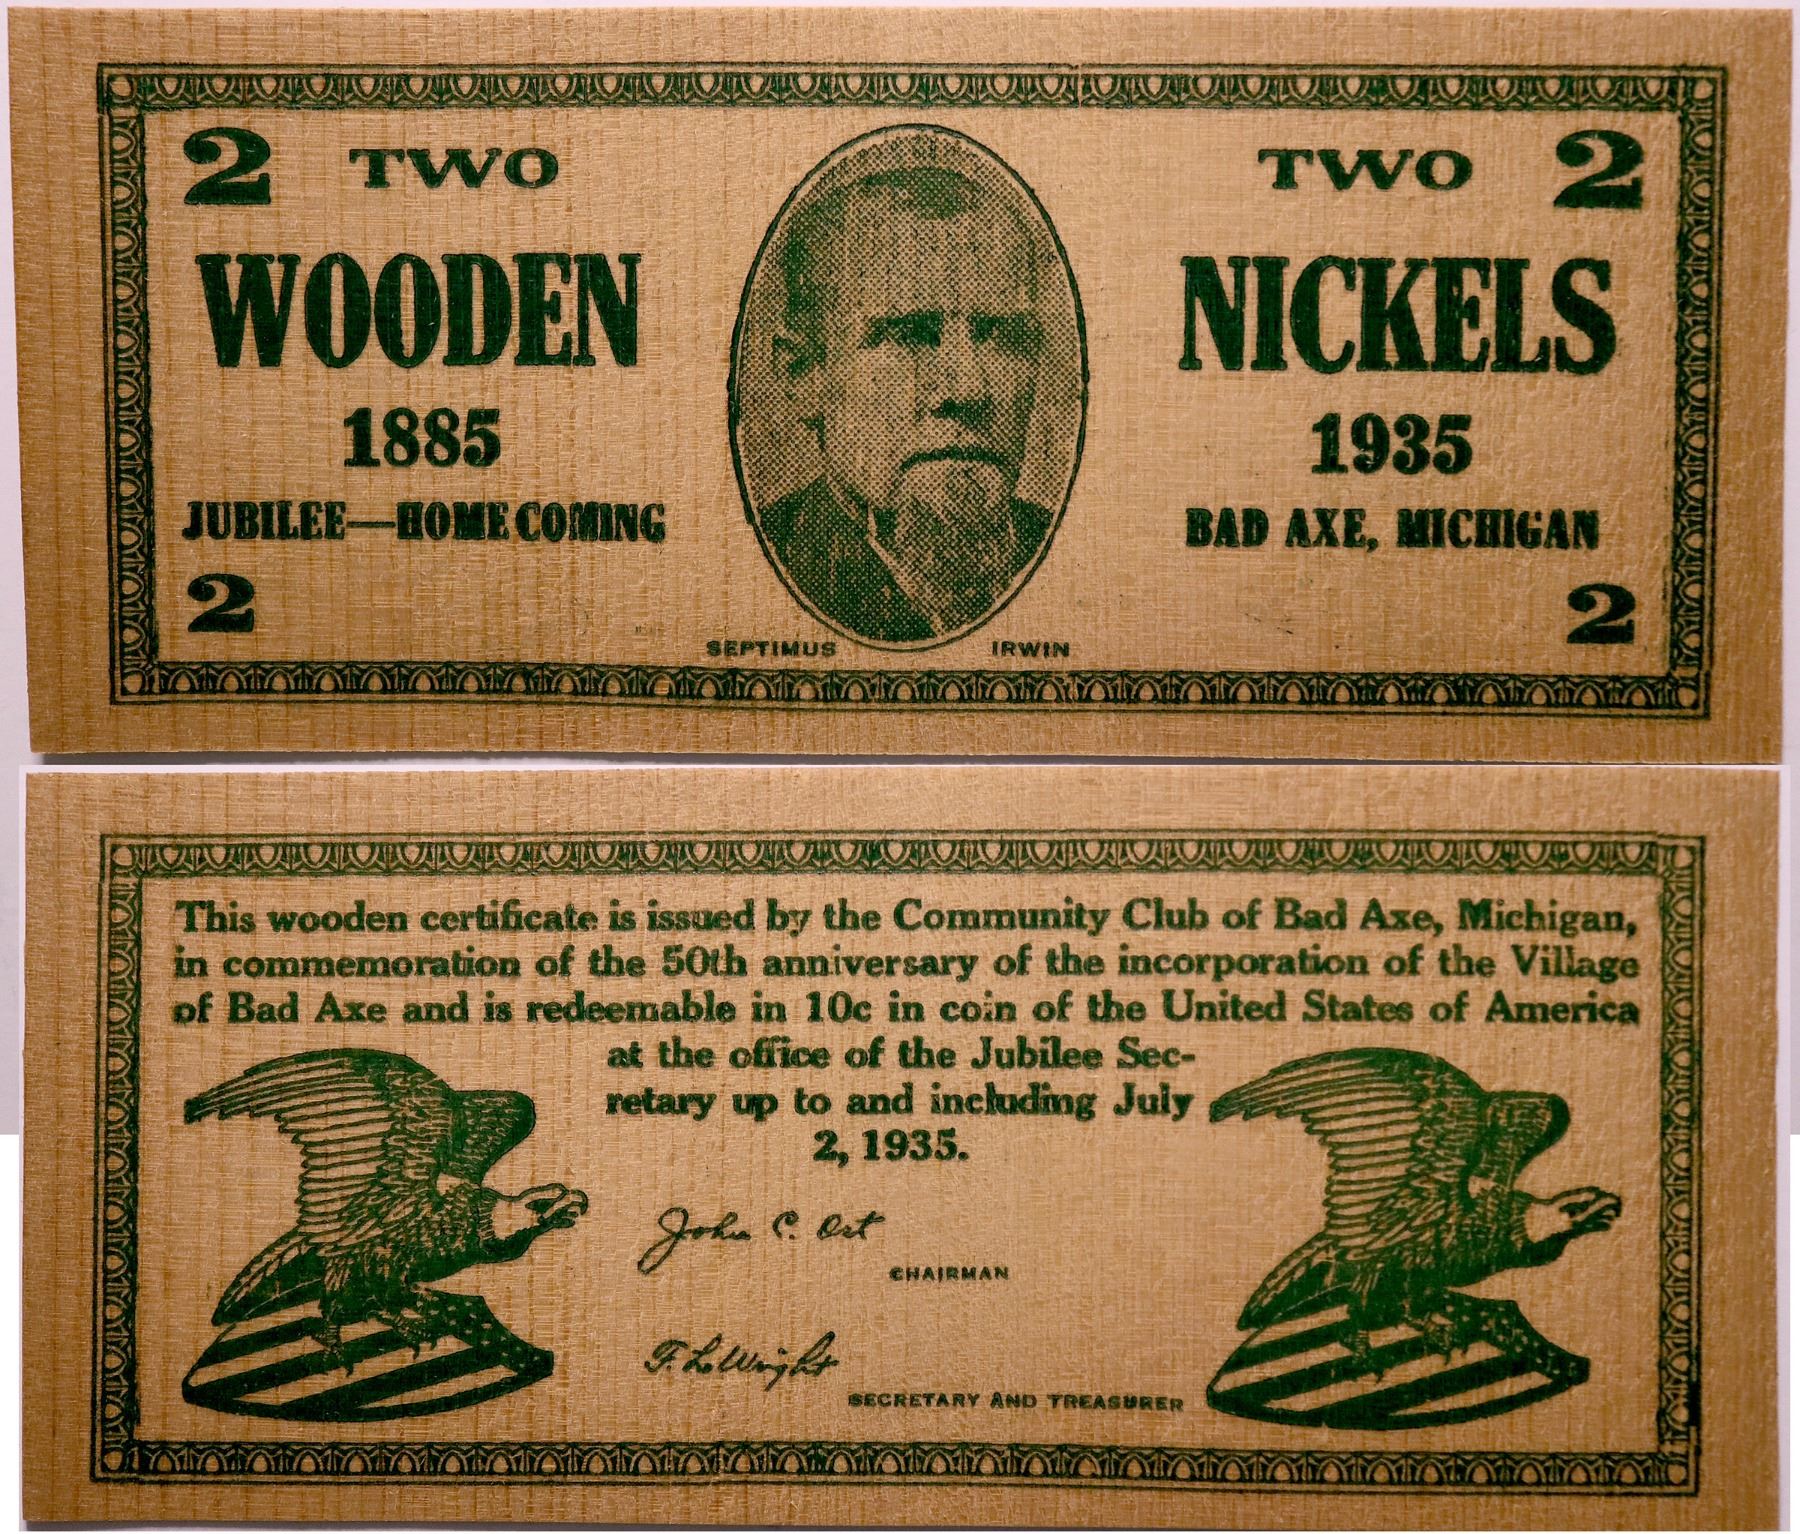 2 TWO TWO 2
WOODEN NICKELS
1885 1935
JUBILEE—HOME COMING BAD AXE, MICHIGAN
2 2
SEPTIMUS IRWIN
This wooden certificate is issued by the Community Club of Bad Axe, Michigan,
in commemoration of the 50th anniversary of the incorporation of the Village
of Bad Axe and is redeemable in 10c in coin of the United States of America
at the office of the Jubilee Sec-
retary up to and including July
2, 1935.
John C. Ort
CHAIRMAN
F. L. Wright
SECRETARY AND TREASURER